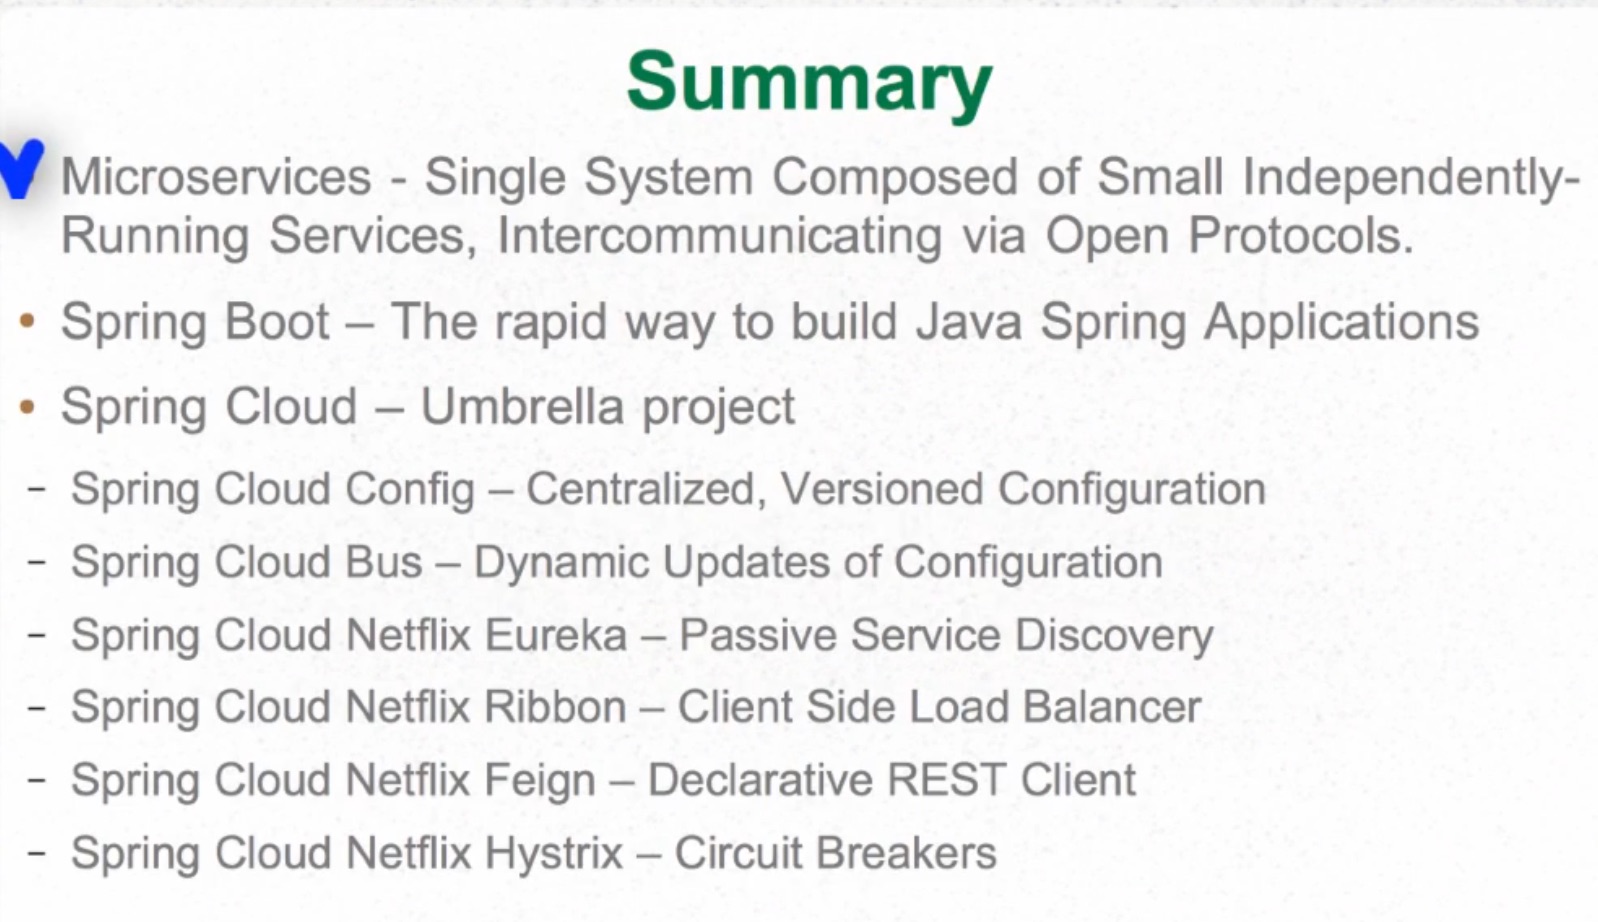 Summary
Microservices - Single System Composed of Small Independently-
Running Services, Intercommunicating via Open Protocols.
• Spring Boot – The rapid way to build Java Spring Applications
• Spring Cloud – Umbrella project
– Spring Cloud Config – Centralized, Versioned Configuration
– Spring Cloud Bus – Dynamic Updates of Configuration
– Spring Cloud Netflix Eureka – Passive Service Discovery
– Spring Cloud Netflix Ribbon – Client Side Load Balancer
– Spring Cloud Netflix Feign – Declarative REST Client
– Spring Cloud Netflix Hystrix – Circuit Breakers